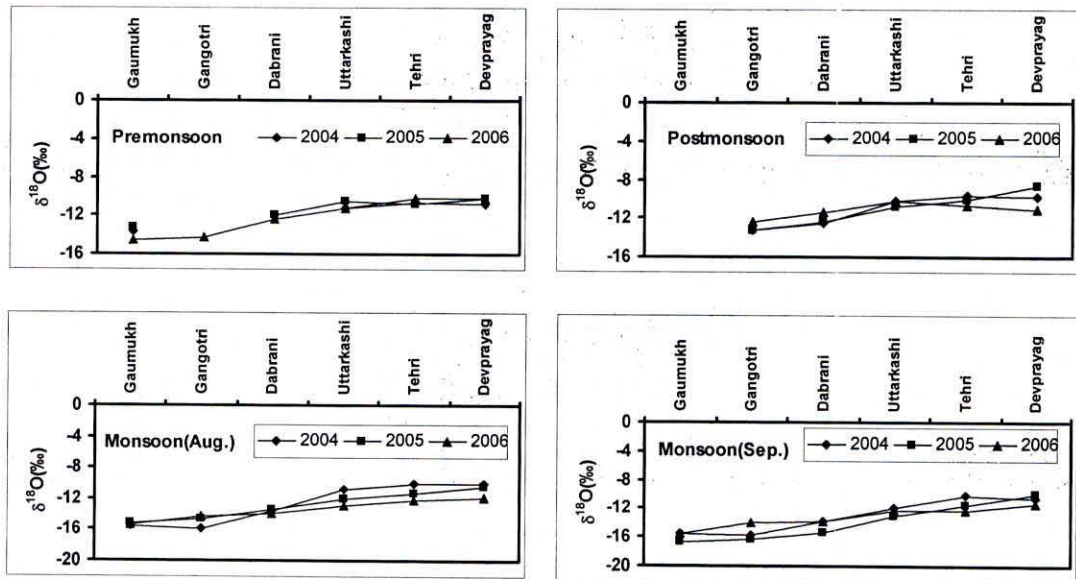 Gaumukh Gangotri Dabrani Uttarkashi Tehri Devprayag
0
-4
-8
-12
-16
δ18O(‰)
Premonsoon 2004 2005 2006
Gaumukh Gangotri Dabrani Uttarkashi Tehri Devprayag
0
-4
-8
-12
-16
δ18O(‰)
Postmonsoon 2004 2005 2006
Gaumukh Gangotri Dabrani Uttarkashi Tehri Devprayag
0
-4
-8
-12
-16
-20
δ18O(‰)
Monsoon(Aug.) 2004 2005 2006
Gaumukh Gangotri Dabrani Uttarkashi Tehri Devprayag
0
-4
-8
-12
-16
-20
δ18O(‰)
Monsoon(Sep.) 2004 2005 2006